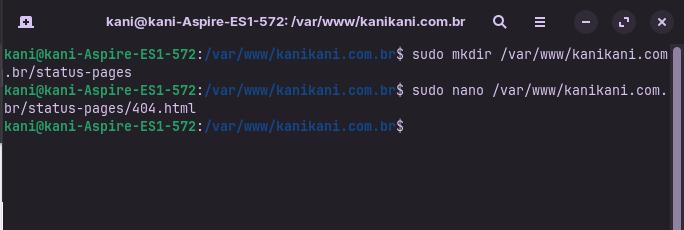 kani@kani-Aspire-ES1-572: /var/www/kanikani.com.br
kani@kani-Aspire-ES1-572:/var/www/kanikani.com.br$ sudo mkdir /var/www/kanikani.com
.br/status-pages
kani@kani-Aspire-ES1-572:/var/www/kanikani.com.br$ sudo nano /var/www/kanikani.com.
br/status-pages/404.html
kani@kani-Aspire-ES1-572:/var/www/kanikani.com.br$